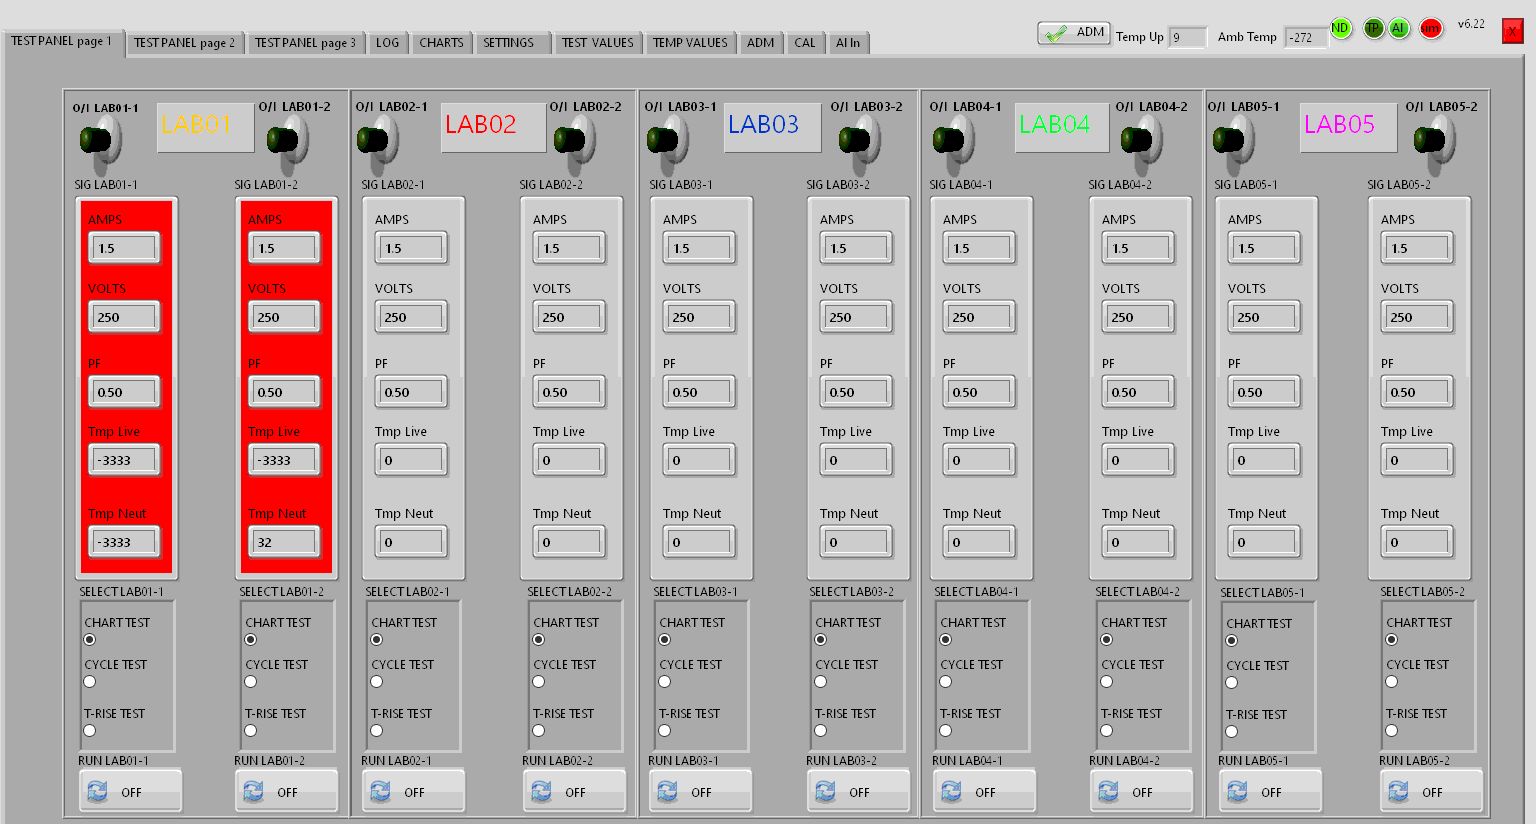 TEST PANEL page 1 TEST PANEL page 2 TEST PANEL page 3 LOG CHARTS SETTINGS TEST VALUES TEMP VALUES ADM CAL AI In
ADM Temp Up 9 Amb Temp -272 ND TP AI sim v6.22 X
O/I LAB01-1 LAB01 O/I LAB01-2 O/I LAB02-1 LAB02 O/I LAB02-2 O/I LAB03-1 LAB03 O/I LAB03-2 O/I LAB04-1 LAB04 O/I LAB04-2 O/I LAB05-1 LAB05 O/I LAB05-2
SIG LAB01-1 SIG LAB01-2 SIG LAB02-1 SIG LAB02-2 SIG LAB03-1 SIG LAB03-2 SIG LAB04-1 SIG LAB04-2 SIG LAB05-1 SIG LAB05-2
AMPS AMPS AMPS AMPS AMPS AMPS AMPS AMPS AMPS AMPS
1.5 1.5 1.5 1.5 1.5 1.5 1.5 1.5 1.5 1.5
VOLTS VOLTS VOLTS VOLTS VOLTS VOLTS VOLTS VOLTS VOLTS VOLTS
250 250 250 250 250 250 250 250 250 250
PF PF PF PF PF PF PF PF PF PF
0.50 0.50 0.50 0.50 0.50 0.50 0.50 0.50 0.50 0.50
Tmp Live Tmp Live Tmp Live Tmp Live Tmp Live Tmp Live Tmp Live Tmp Live Tmp Live Tmp Live
-3333 -3333 0 0 0 0 0 0 0 0
Tmp Neut Tmp Neut Tmp Neut Tmp Neut Tmp Neut Tmp Neut Tmp Neut Tmp Neut Tmp Neut Tmp Neut
-3333 32 0 0 0 0 0 0 0 0
SELECT LAB01-1 SELECT LAB01-2 SELECT LAB02-1 SELECT LAB02-2 SELECT LAB03-1 SELECT LAB03-2 SELECT LAB04-1 SELECT LAB04-2 SELECT LAB05-1 SELECT LAB05-2
CHART TEST CHART TEST CHART TEST CHART TEST CHART TEST CHART TEST CHART TEST CHART TEST CHART TEST CHART TEST
CYCLE TEST CYCLE TEST CYCLE TEST CYCLE TEST CYCLE TEST CYCLE TEST CYCLE TEST CYCLE TEST CYCLE TEST CYCLE TEST
T-RISE TEST T-RISE TEST T-RISE TEST T-RISE TEST T-RISE TEST T-RISE TEST T-RISE TEST T-RISE TEST T-RISE TEST T-RISE TEST
RUN LAB01-1 RUN LAB01-2 RUN LAB02-1 RUN LAB02-2 RUN LAB03-1 RUN LAB03-2 RUN LAB04-1 RUN LAB04-2 RUN LAB05-1 RUN LAB05-2
OFF OFF OFF OFF OFF OFF OFF OFF OFF OFF